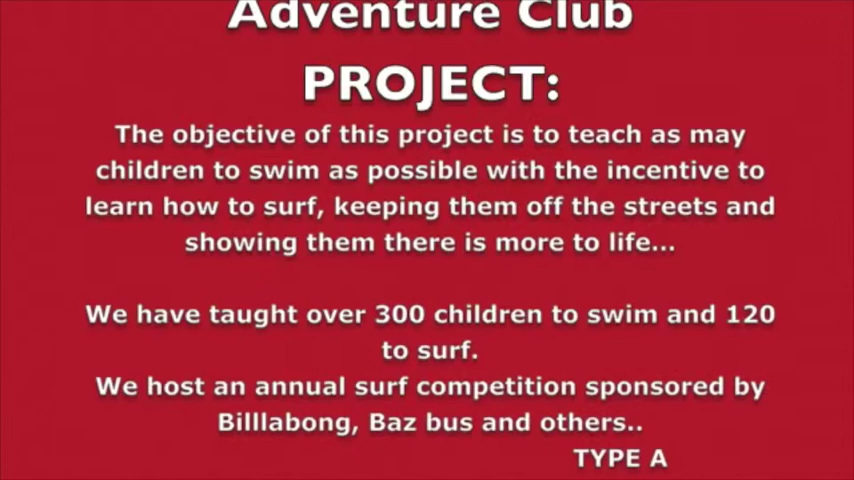 Adventure Club
PROJECT:
The objective of this project is to teach as may
children to swim as possible with the incentive to
learn how to surf, keeping them off the streets and
showing them there is more to life...
We have taught over 300 children to swim and 120
to surf.
We host an annual surf competition sponsored by
Billlabong, Baz bus and others..
TYPE A